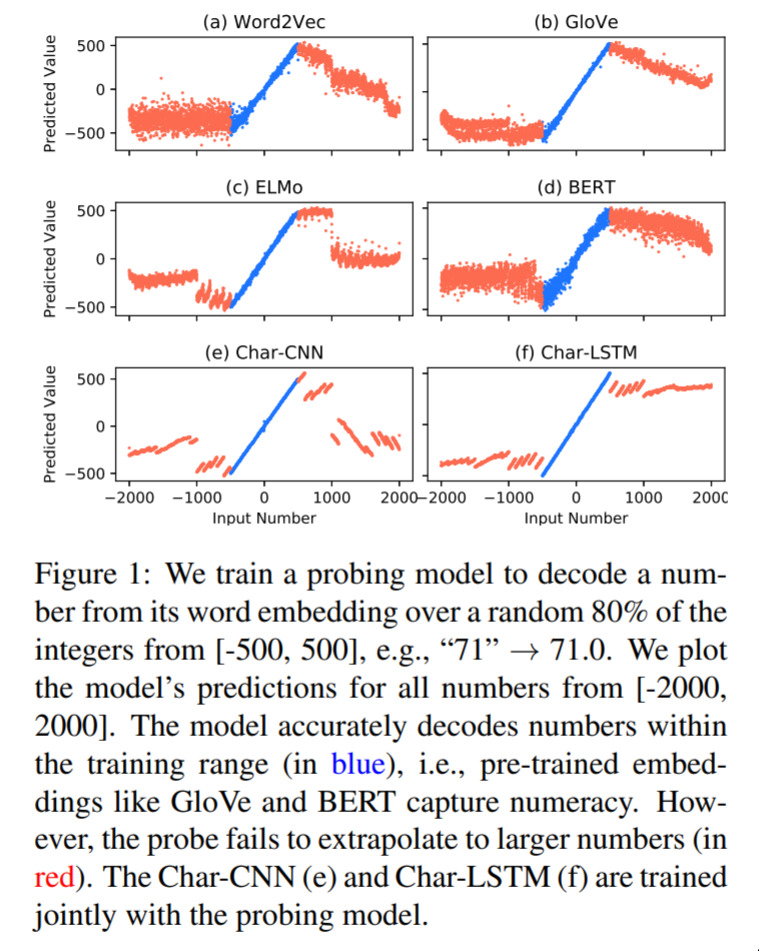 (a) Word2Vec
(b) GloVe
Predicted Value
500
0
−500
(c) ELMo
(d) BERT
Predicted Value
500
0
−500
(e) Char-CNN
(f) Char-LSTM
Predicted Value
500
0
−500
−2000 −1000 0 1000 2000
−2000 −1000 0 1000 2000
Input Number
Input Number
Figure 1: We train a probing model to decode a num-
ber from its word embedding over a random 80% of the
integers from [-500, 500], e.g., “71” → 71.0. We plot
the model’s predictions for all numbers from [-2000,
2000]. The model accurately decodes numbers within
the training range (in blue), i.e., pre-trained embed-
dings like GloVe and BERT capture numeracy. How-
ever, the probe fails to extrapolate to larger numbers (in
red). The Char-CNN (e) and Char-LSTM (f) are trained
jointly with the probing model.